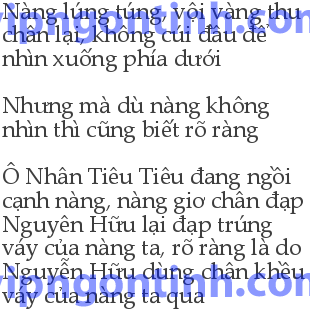 Nàng lúng túng, vội vàng thu
chân lại, không cúi đầu để
nhìn xuống phía dưới
Nhưng mà dù nàng không
nhìn thì cũng biết rõ ràng
Ô Nhân Tiêu Tiêu đang ngồi
cạnh nàng, nàng giơ chân đạp
Nguyên Hữu lại đạp trúng
váy của nàng ta, rõ ràng là do
Nguyễn Hữu dùng chân khều
váy của nàng ta qua